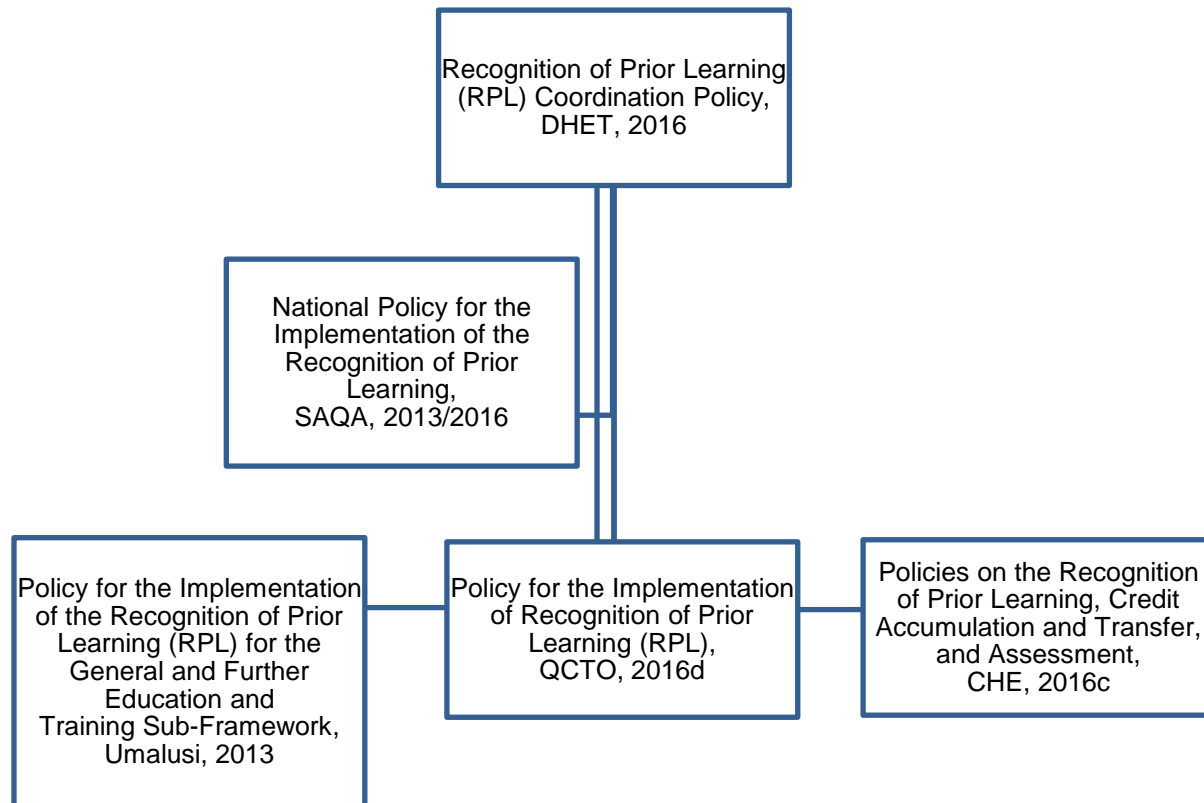 Recognition of Prior Learning
(RPL) Coordination Policy,
DHET, 2016
National Policy for the
Implementation of the
Recognition of Prior
Learning,
SAQA, 2013/2016
Policy for the Implementation
of the Recognition of Prior
Learning (RPL) for the
General and Further
Education and
Training Sub-Framework,
Umalusi, 2013
Policy for the Implementation
of Recognition of Prior
Learning (RPL),
QCTO, 2016d
Policies on the Recognition
of Prior Learning, Credit
Accumulation and Transfer,
and Assessment,
CHE, 2016c